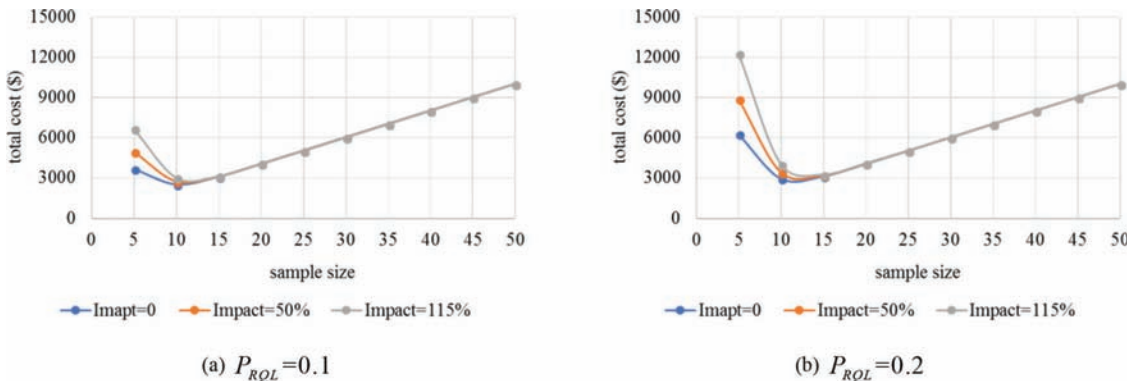 15000
12000
9000
6000
3000
0
total cost ($)
0 5 10 15 20 25 30 35 40 45 50
sample size
Imapt=0 Impact=50% Impact=115%
(a) P_RQL=0.1
15000
12000
9000
6000
3000
0
total cost ($)
0 5 10 15 20 25 30 35 40 45 50
sample size
Imapt=0 Impact=50% Impact=115%
(b) P_RQL=0.2